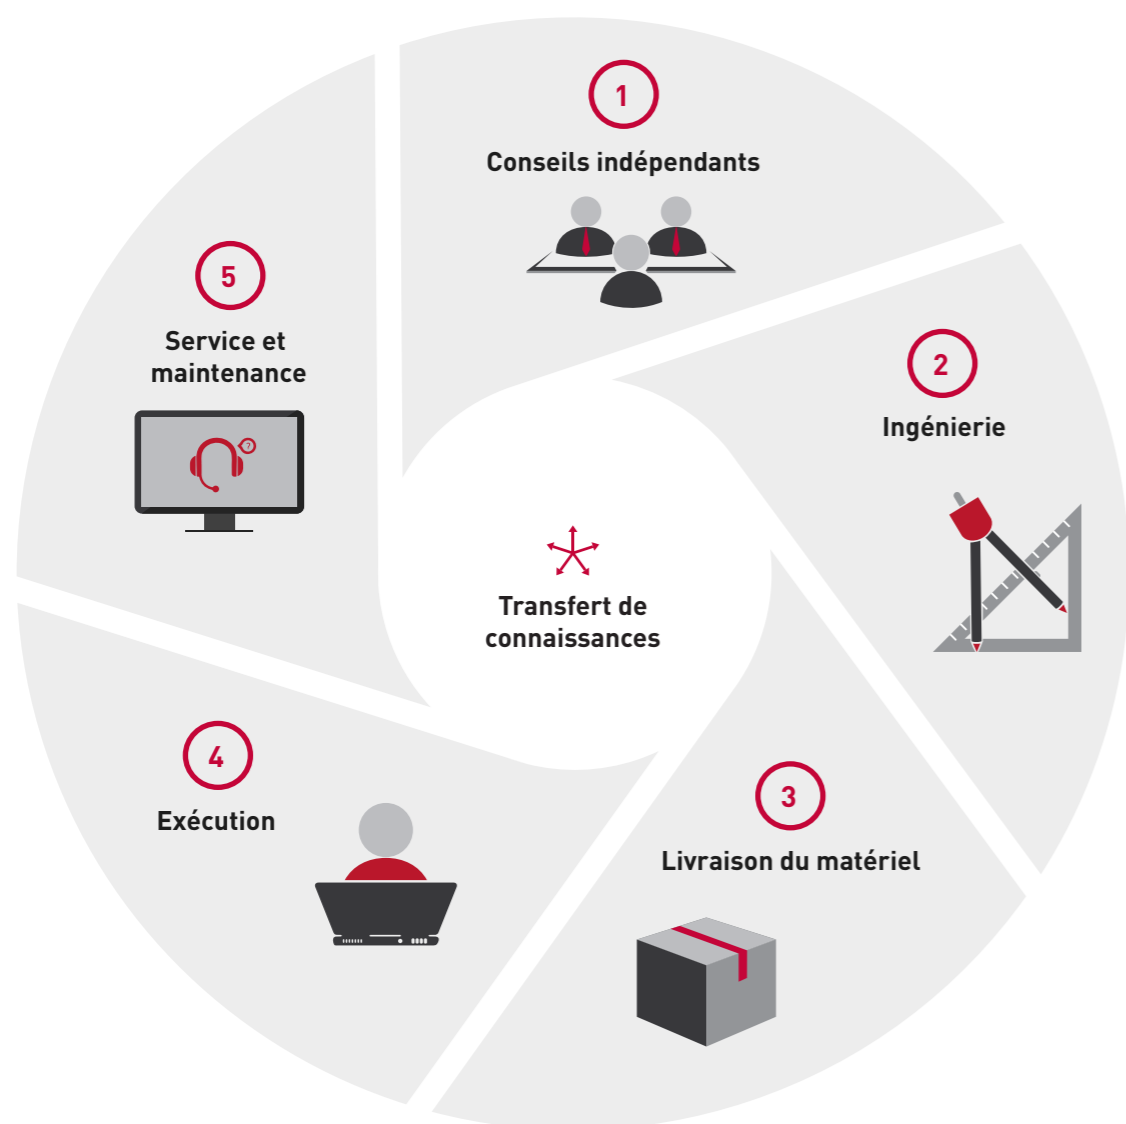 1
Conseils indépendants
2
Ingénierie
3
Livraison du matériel
4
Exécution
5
Service et
maintenance
?
Transfert de
connaissances